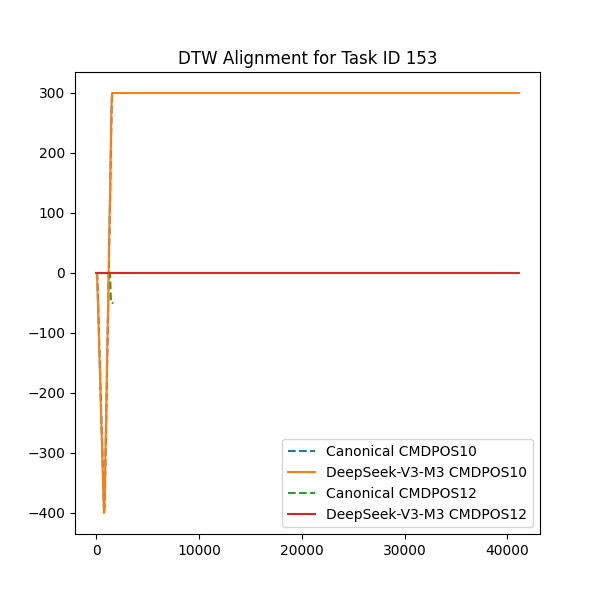 DTW Alignment for Task ID 153
300
200
100
0
−100
−200
−300
−400
Canonical CMDPOS10
DeepSeek-V3-M3 CMDPOS10
Canonical CMDPOS12
DeepSeek-V3-M3 CMDPOS12
0 10000 20000 30000 40000